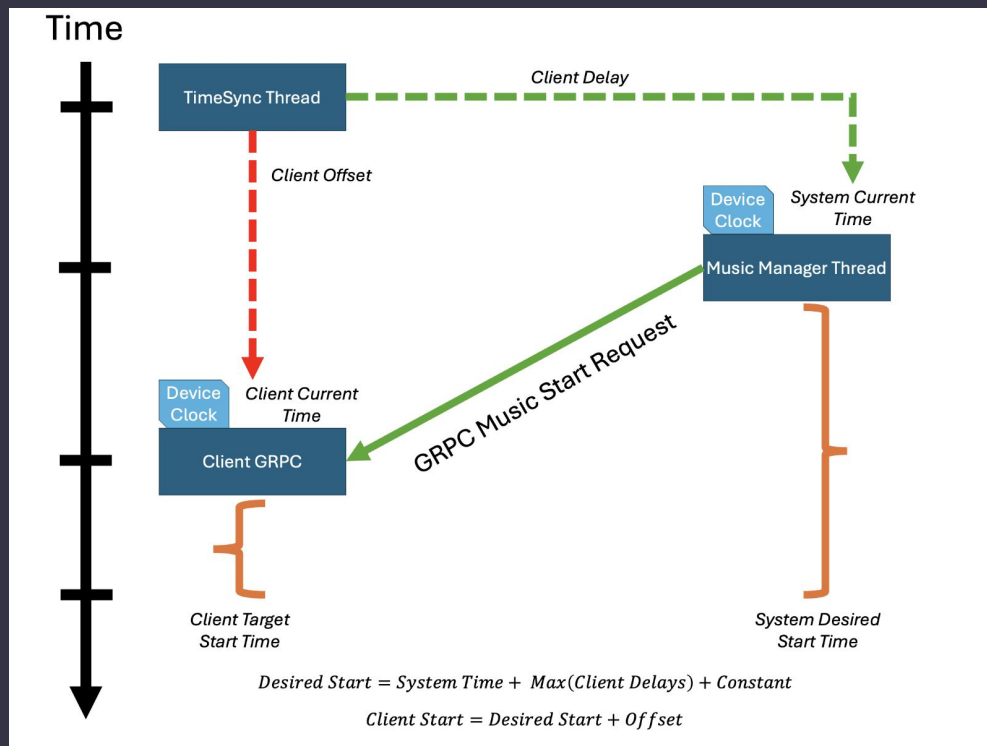 Time
TimeSync Thread
Client Delay
Client Offset
Device
Clock
System Current
Time
Music Manager Thread
GRPC Music Start Request
Device
Clock
Client Current
Time
Client GRPC
Client Target
Start Time
System Desired
Start Time
Desired Start = System Time + Max(Client Delays) + Constant
Client Start = Desired Start + Offset